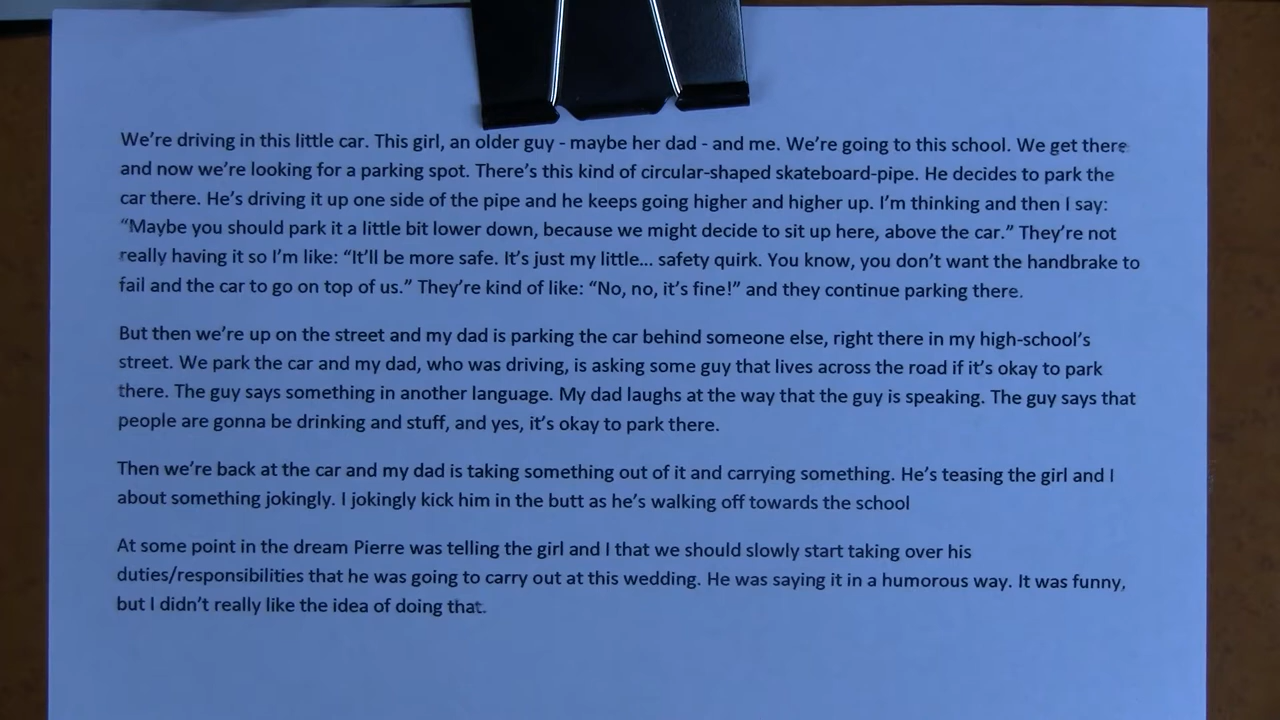 We’re driving in this little car. This girl, an older guy - maybe her dad - and me. We’re going to this school. We get there
and now we’re looking for a parking spot. There’s this kind of circular-shaped skateboard-pipe. He decides to park the
car there. He’s driving it up one side of the pipe and he keeps going higher and higher up. I’m thinking and then I say:
“Maybe you should park it a little bit lower down, because we might decide to sit up here, above the car.” They’re not
really having it so I’m like: “It’ll be more safe. It’s just my little... safety quirk. You know, you don’t want the handbrake to
fail and the car to go on top of us.” They’re kind of like: “No, no, it’s fine!” and they continue parking there.
But then we’re up on the street and my dad is parking the car behind someone else, right there in my high-school’s
street. We park the car and my dad, who was driving, is asking some guy that lives across the road if it’s okay to park
there. The guy says something in another language. My dad laughs at the way that the guy is speaking. The guy says that
people are gonna be drinking and stuff, and yes, it’s okay to park there.
Then we’re back at the car and my dad is taking something out of it and carrying something. He’s teasing the girl and I
about something jokingly. I jokingly kick him in the butt as he’s walking off towards the school
At some point in the dream Pierre was telling the girl and I that we should slowly start taking over his
duties/responsibilities that he was going to carry out at this wedding. He was saying it in a humorous way. It was funny,
but I didn’t really like the idea of doing that.